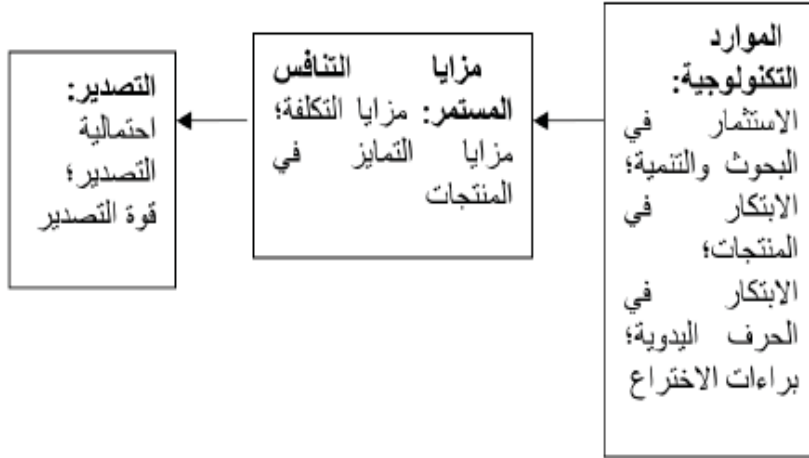 الموارد
التكنولوجية:
الاستثمار في
البحوث والتنمية؛
الابتكار في
المنتجات؛
الابتكار في
الحرف اليدوية؛
براءات الاختراع
مزايا التنافس
المستمر: مزايا التكلفة؛
مزايا التمايز في
المنتجات
التصدير:
احتمالية
التصدير؛
قوة التصدير